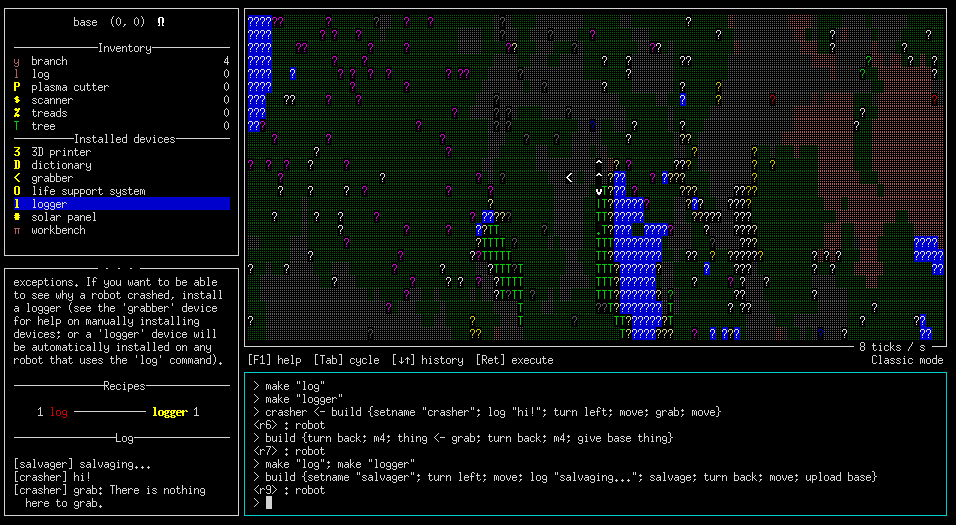 base (0, 0) Ω
Inventory
y branch 4
l log 0
P plasma cutter 0
$ scanner 0
% treads 0
T tree 0
Installed devices
3 3D printer
D dictionary
< grabber
O life support system
l logger
# solar panel
π workbench
exceptions. If you want to be able
to see why a robot crashed, install
a logger (see the 'grabber' device
for help on manually installing
devices; or a 'logger' device will
be automatically installed on any
robot that uses the 'log' command).
Recipes
1 log logger 1
Log
[salvager] salvaging...
[crasher] hi!
[crasher] grab: There is nothing
here to grab.
8 ticks / s
[F1] help [Tab] cycle [↓↑] history [Ret] execute Classic mode
> make "log"
> make "logger"
> crasher <- build {setname "crasher"; log "hi!"; turn left; move; grab; move}
<r6> : robot
> build {turn back; m4; thing <- grab; turn back; m4; give base thing}
<r7> : robot
> make "log"; make "logger"
> build {setname "salvager"; turn left; move; log "salvaging..."; salvage; turn back; move; upload base}
<r9> : robot
>